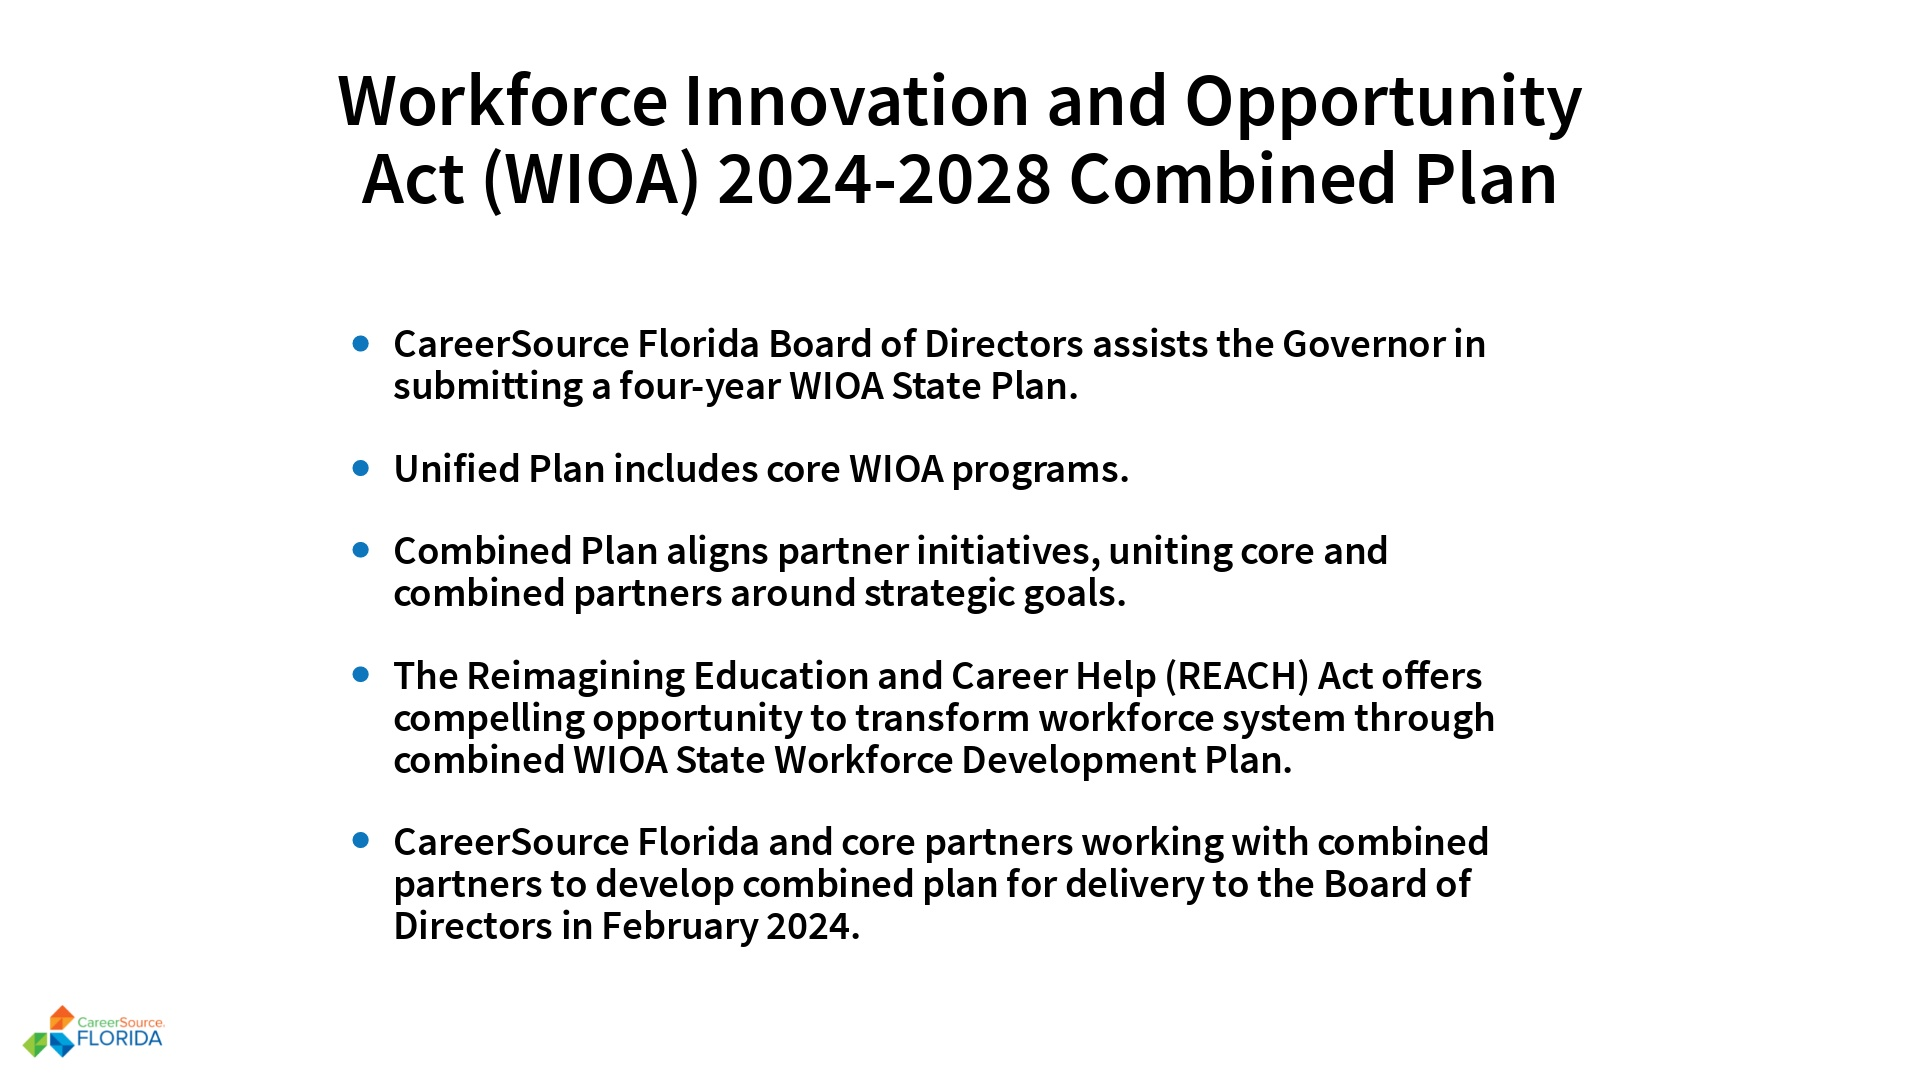 Workforce Innovation and Opportunity
Act (WIOA) 2024-2028 Combined Plan
CareerSource Florida Board of Directors assists the Governor in
submitting a four-year WIOA State Plan.
Unified Plan includes core WIOA programs.
Combined Plan aligns partner initiatives, uniting core and
combined partners around strategic goals.
The Reimagining Education and Career Help (REACH) Act offers
compelling opportunity to transform workforce system through
combined WIOA State Workforce Development Plan.
CareerSource Florida and core partners working with combined
partners to develop combined plan for delivery to the Board of
Directors in February 2024.
CareerSource.
FLORIDA